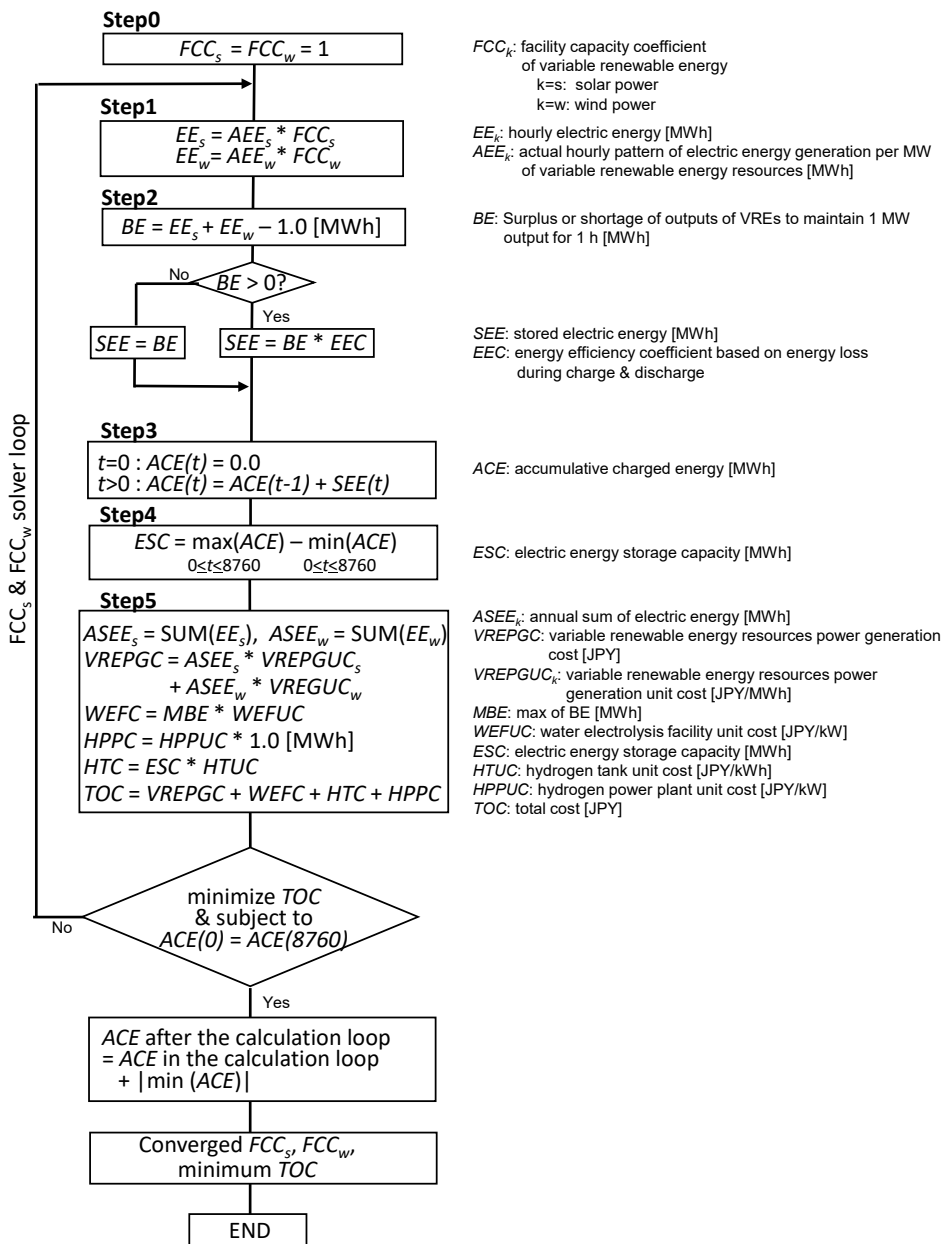 Step0
FCCs = FCCw = 1
FCCk: facility capacity coefficient
of variable renewable energy
k=s: solar power
k=w: wind power
Step1
EEs = AEEs * FCCs
EEw= AEEw * FCCw
EEk: hourly electric energy [MWh]
AEEk: actual hourly pattern of electric energy generation per MW
of variable renewable energy resources [MWh]
Step2
BE = EEs + EEw – 1.0 [MWh]
BE: Surplus or shortage of outputs of VREs to maintain 1 MW
output for 1 h [MWh]
No
BE > 0?
Yes
SEE = BE
SEE = BE * EEC
SEE: stored electric energy [MWh]
EEC: energy efficiency coefficient based on energy loss
during charge & discharge
FCCs & FCCw solver loop
Step3
t=0 : ACE(t) = 0.0
t>0 : ACE(t) = ACE(t-1) + SEE(t)
ACE: accumulative charged energy [MWh]
Step4
ESC = max(ACE) – min(ACE)
0≤t≤8760 0≤t≤8760
ESC: electric energy storage capacity [MWh]
Step5
ASEEs = SUM(EEs), ASEEw = SUM(EEw)
VREPGC = ASEEs * VREPGUCs
+ ASEEw * VREGUCw
WEFC = MBE * WEFUC
HPPC = HPPUC * 1.0 [MWh]
HTC = ESC * HTUC
TOC = VREPGC + WEFC + HTC + HPPC
ASEEk: annual sum of electric energy [MWh]
VREPGC: variable renewable energy resources power generation
cost [JPY]
VREPGUCk: variable renewable energy resources power
generation unit cost [JPY/MWh]
MBE: max of BE [MWh]
WEFUC: water electrolysis facility unit cost [JPY/kW]
ESC: electric energy storage capacity [MWh]
HTUC: hydrogen tank unit cost [JPY/kWh]
HPPUC: hydrogen power plant unit cost [JPY/kW]
TOC: total cost [JPY]
minimize TOC
& subject to
ACE(0) = ACE(8760)
No
Yes
ACE after the calculation loop
= ACE in the calculation loop
+ |min (ACE)|
Converged FCCs, FCCw,
minimum TOC
END